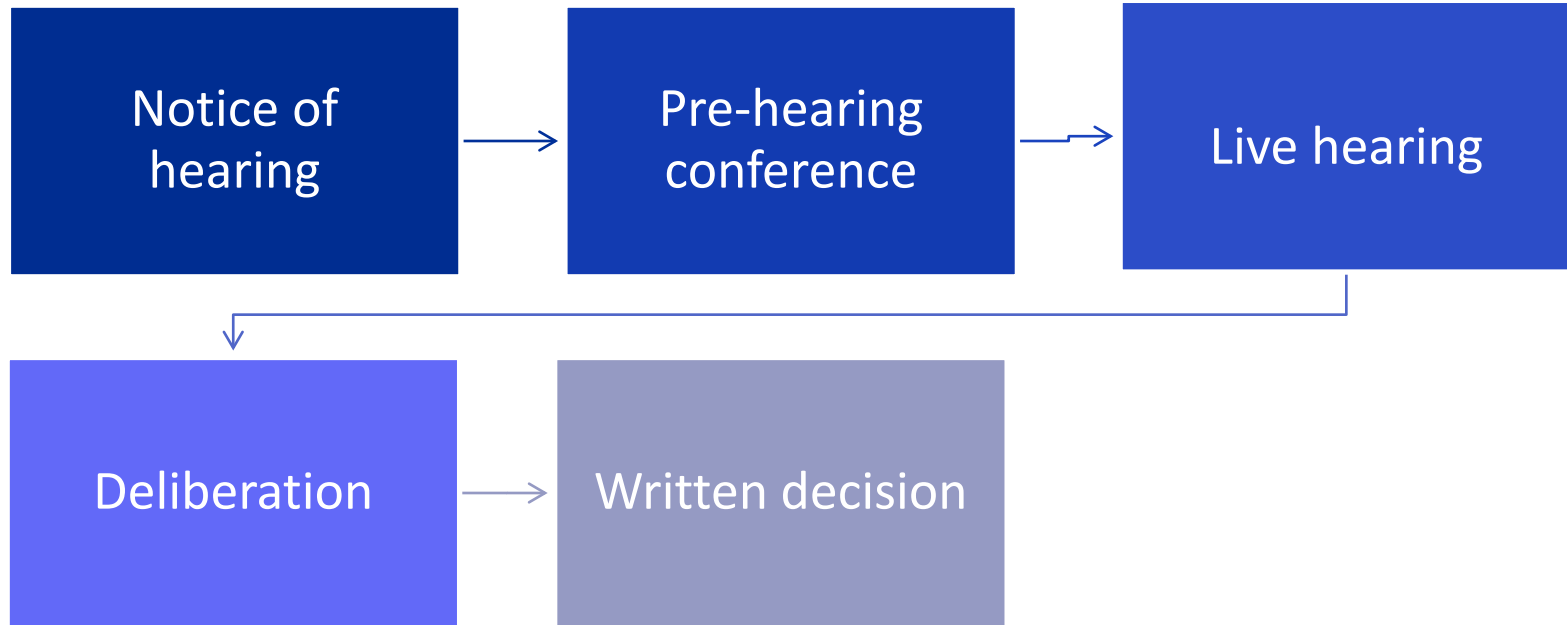 Notice of
hearing
Pre-hearing
conference
Live hearing
Deliberation
Written decision